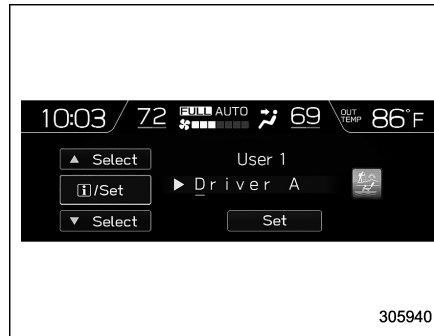 10:03 72 FULL AUTO 69 OUT TEMP 86°F
▲ Select User 1
i/Set ▶ Driver A
▼ Select Set
305940